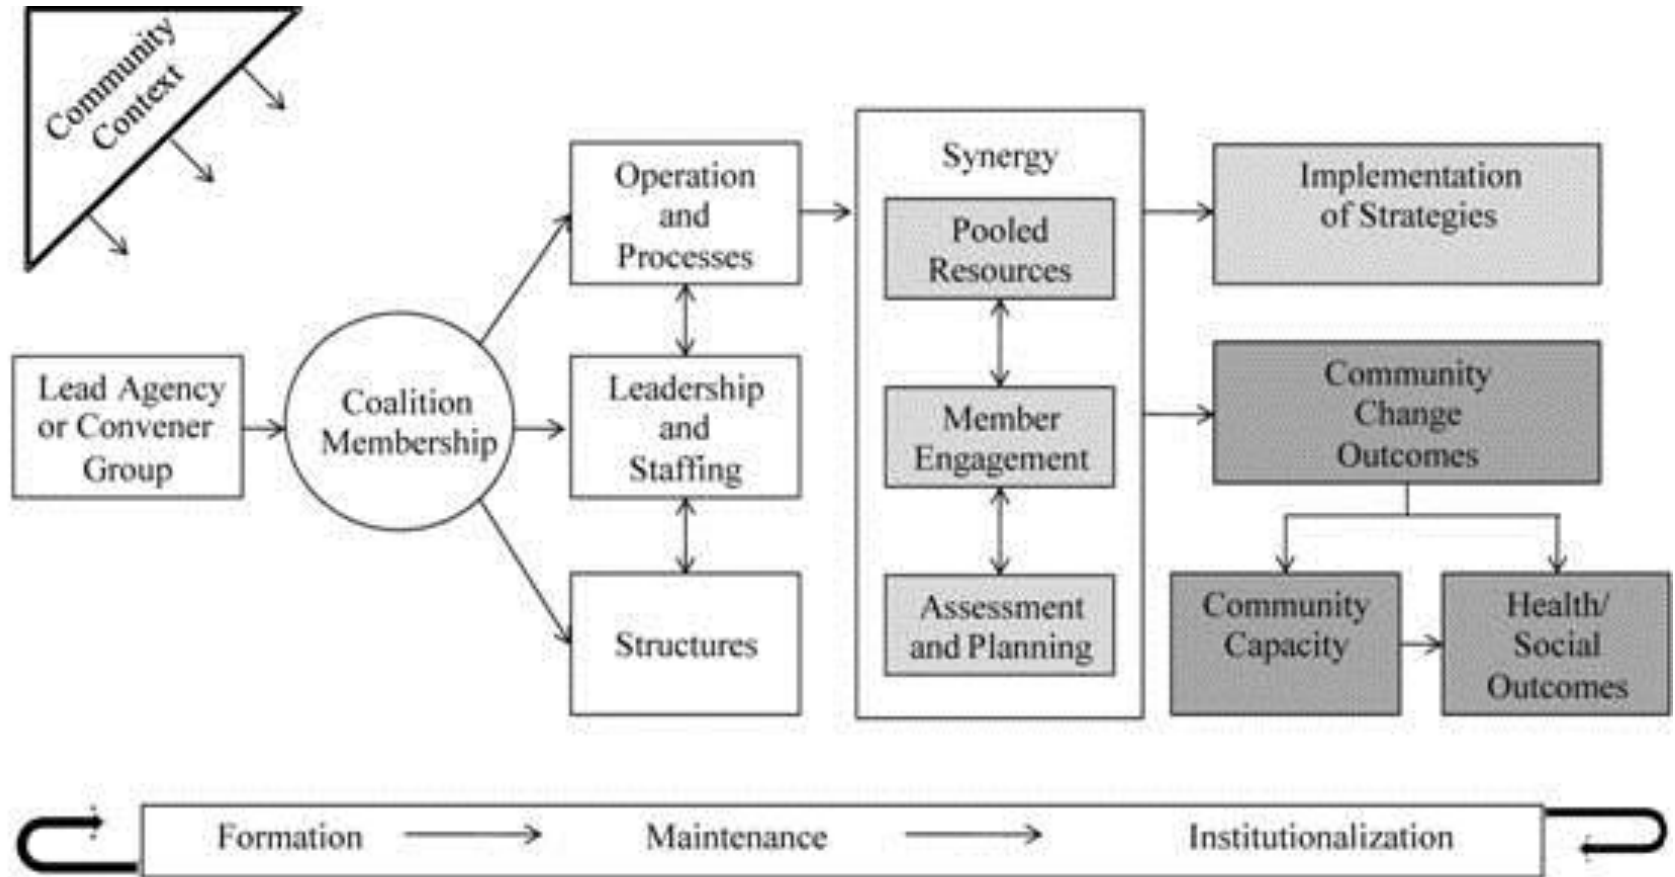 Community
Context
Lead Agency
or Convener
Group
Coalition
Membership
Operation
and
Processes
Leadership
and
Staffing
Structures
Synergy
Pooled
Resources
Member
Engagement
Assessment
and Planning
Implementation
of Strategies
Community
Change
Outcomes
Community
Capacity
Health/
Social
Outcomes
Formation
Maintenance
Institutionalization